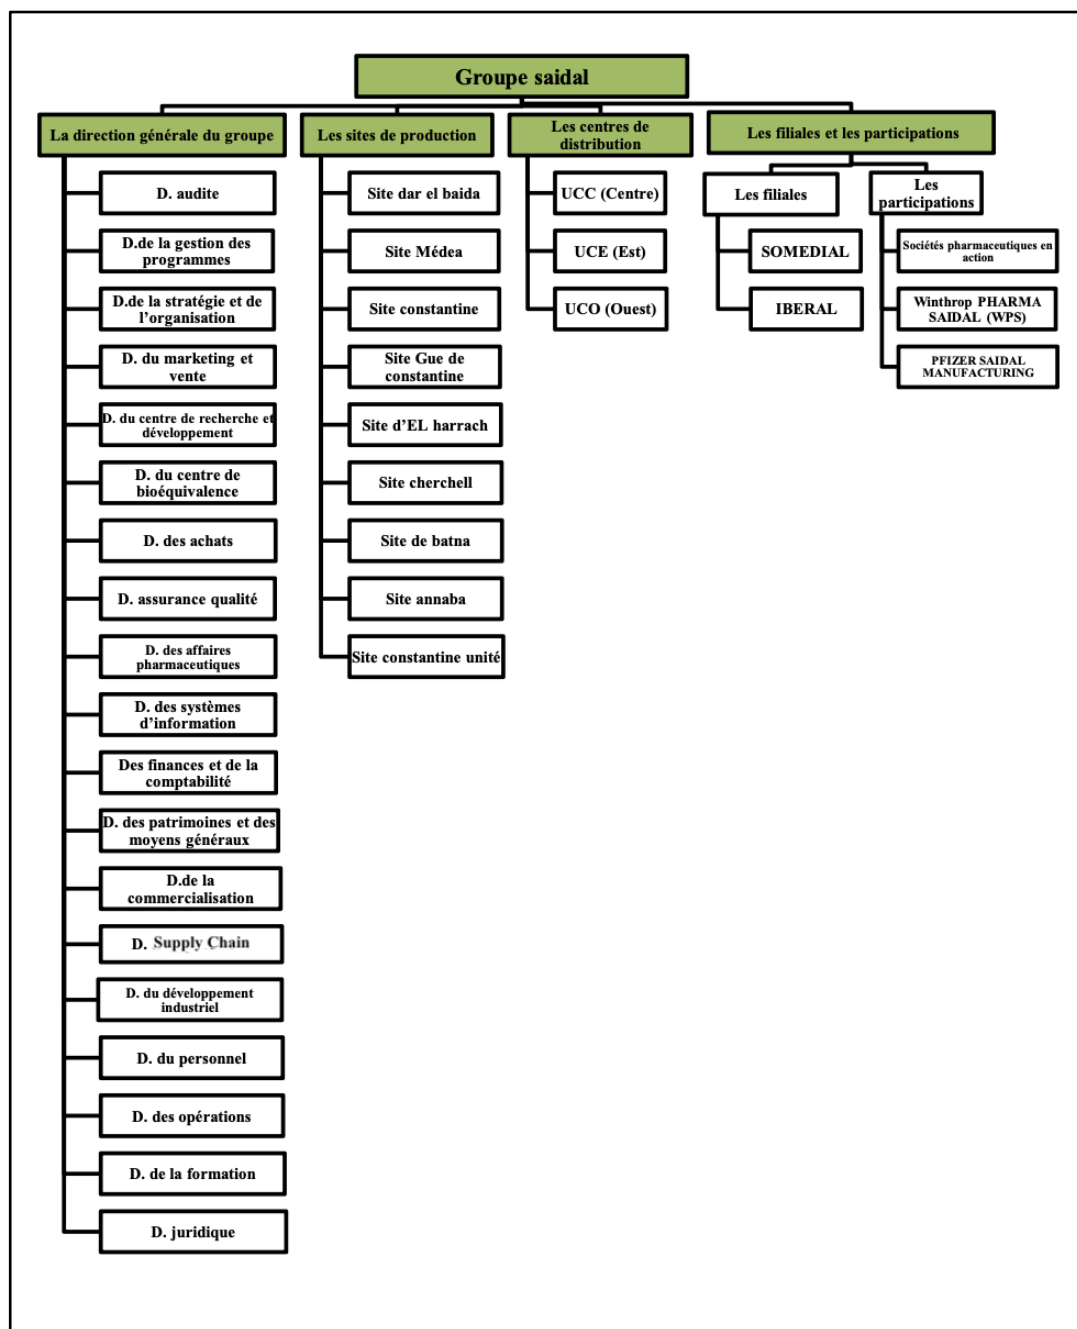 Groupe saidal
La direction générale du groupe
D. audite
D.de la gestion des
programmes
D.de la stratégie et de
l'organisation
D. du marketing et
vente
D. du centre de recherche et
développement
D. du centre de
bioéquivalence
D. des achats
D. assurance qualité
D. des affaires
pharmaceutiques
D. des systèmes
d'information
Des finances et de la
comptabilité
D. des patrimoines et des
moyens généraux
D.de la
commercialisation
D. Supply Chain
D. du développement
industriel
D. du personnel
D. des opérations
D. de la formation
D. juridique
Les sites de production
Site dar el baida
Site Médea
Site constantine
Site Gue de
constantine
Site d'EL harrach
Site cherchell
Site de batna
Site annaba
Site constantine unité
Les centres de
distribution
UCC (Centre)
UCE (Est)
UCO (Ouest)
Les filiales et les participations
Les filiales
SOMEDIAL
IBERAL
Les
participations
Sociétés pharmaceutiques en
action
Winthrop PHARMA
SAIDAL (WPS)
PFIZER SAIDAL
MANUFACTURING